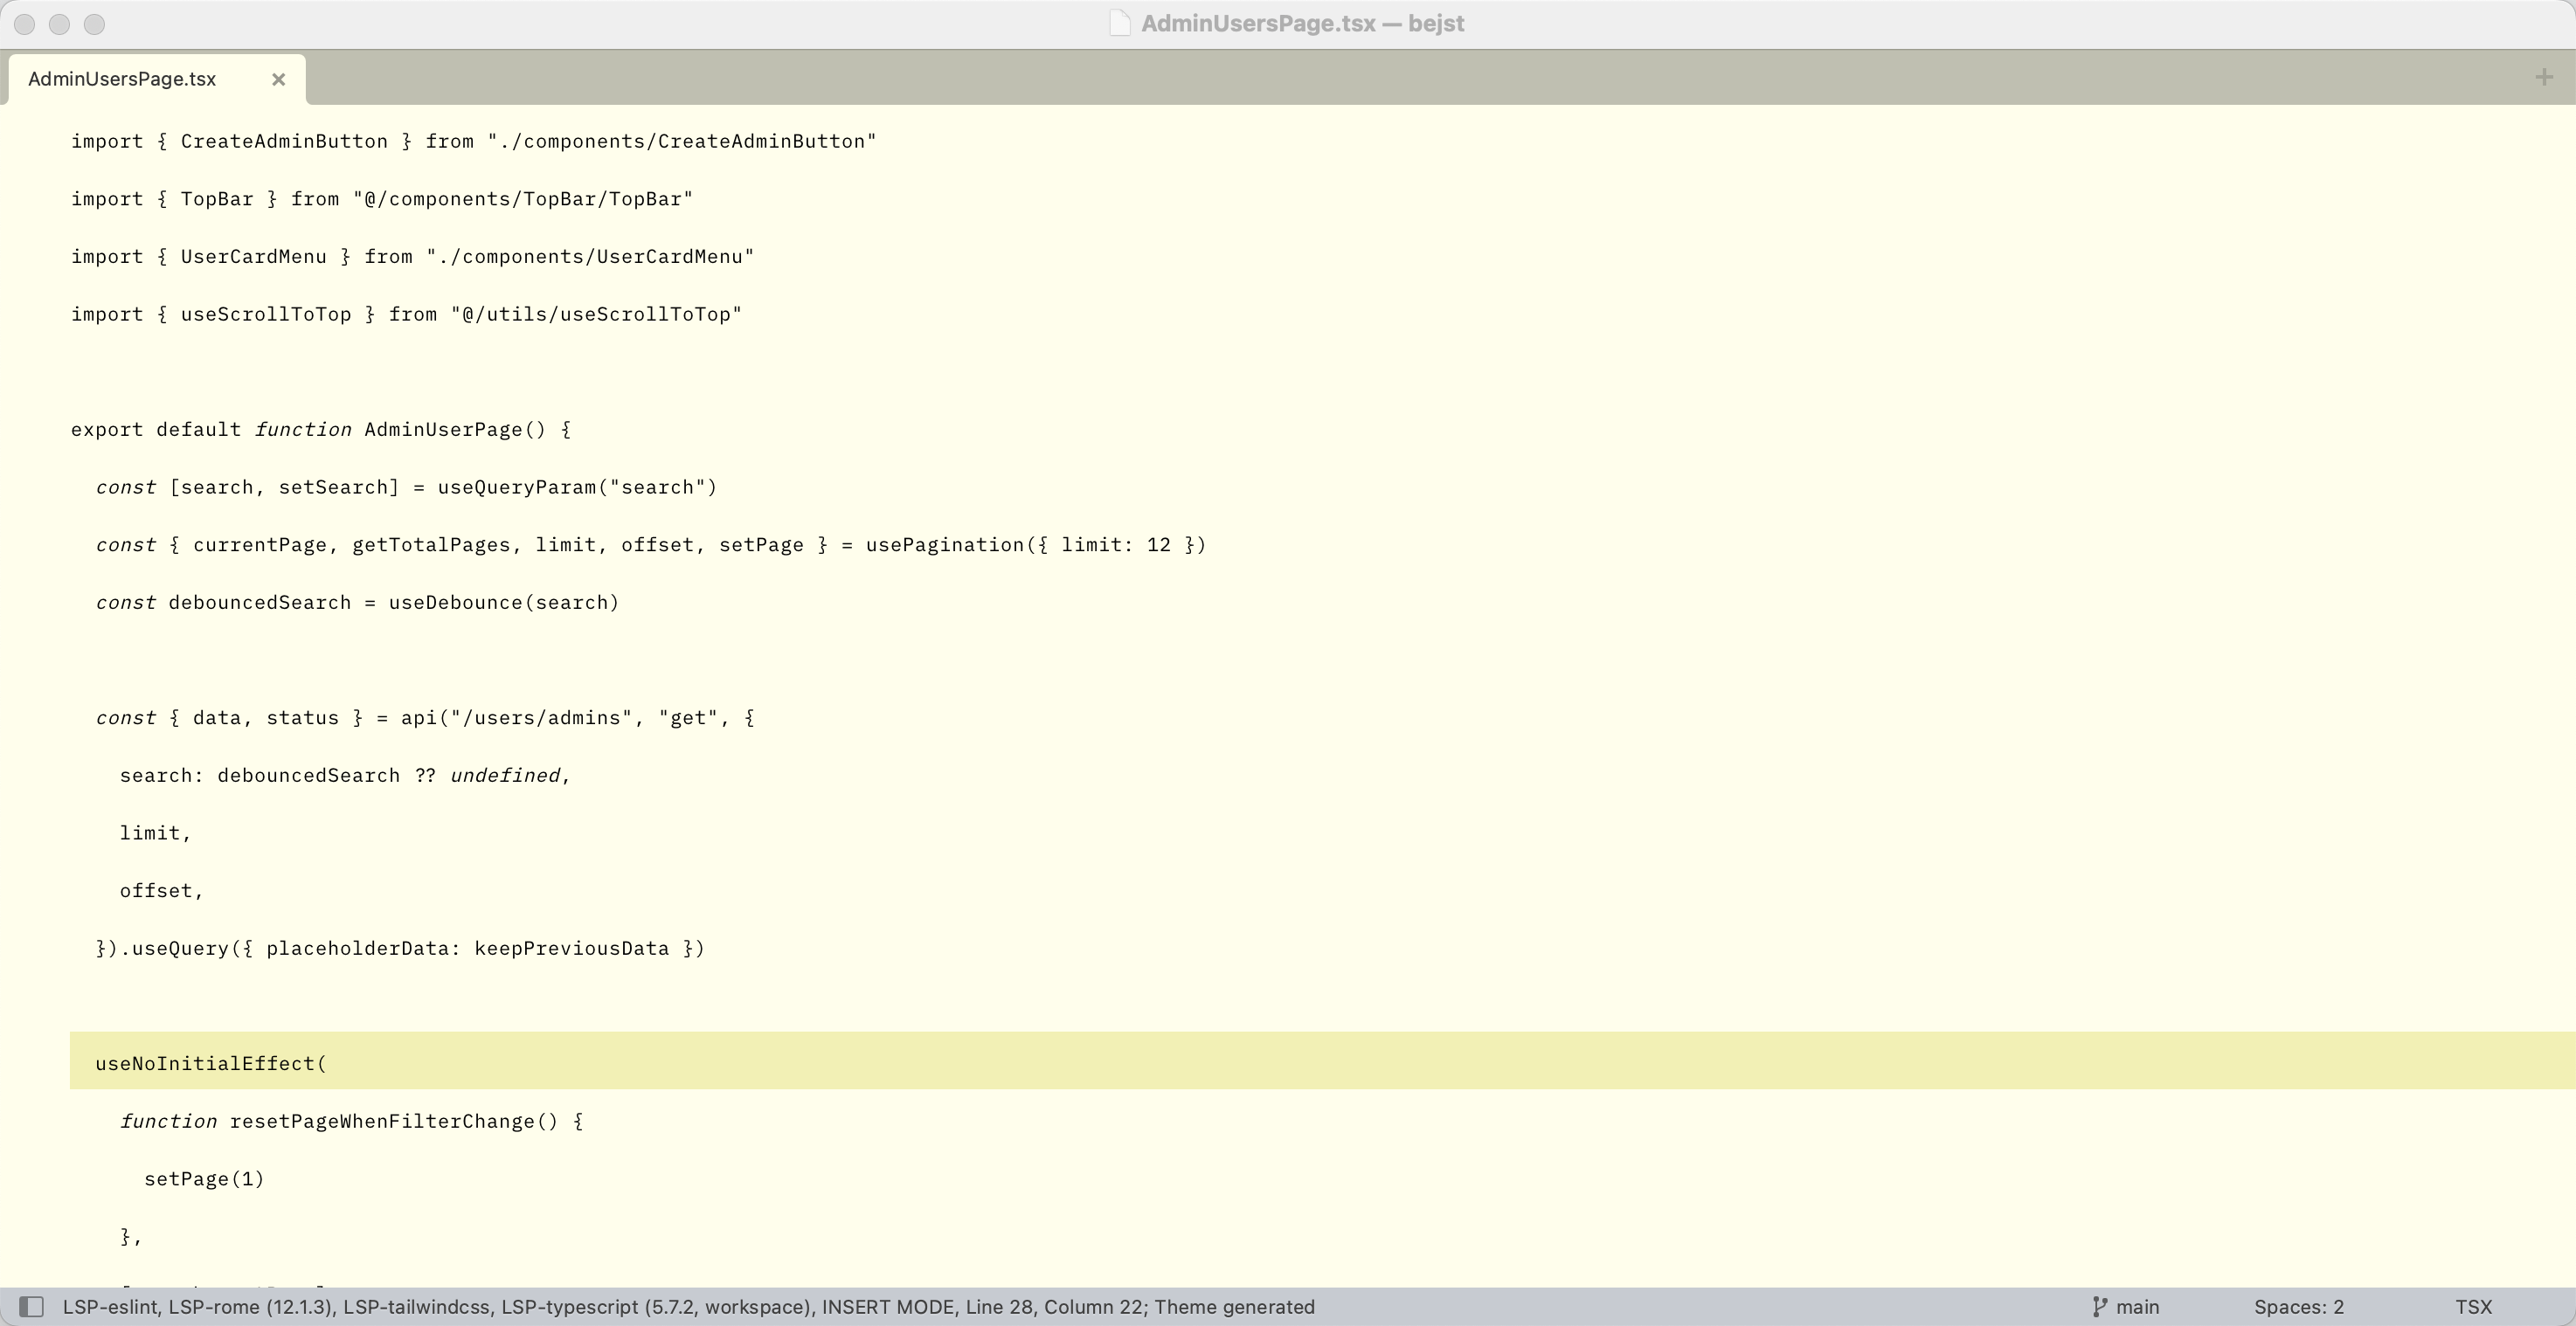 AdminUsersPage.tsx — bejst
AdminUsersPage.tsx
import { CreateAdminButton } from "./components/CreateAdminButton"
import { TopBar } from "@/components/TopBar/TopBar"
import { UserCardMenu } from "./components/UserCardMenu"
import { useScrollToTop } from "@/utils/useScrollToTop"
export default function AdminUserPage() {
const [search, setSearch] = useQueryParam("search")
const { currentPage, getTotalPages, limit, offset, setPage } = usePagination({ limit: 12 })
const debouncedSearch = useDebounce(search)
const { data, status } = api("/users/admins", "get", {
search: debouncedSearch ?? undefined,
limit,
offset,
}).useQuery({ placeholderData: keepPreviousData })
useNoInitialEffect(
function resetPageWhenFilterChange() {
setPage(1)
},
LSP-eslint, LSP-rome (12.1.3), LSP-tailwindcss, LSP-typescript (5.7.2, workspace), INSERT MODE, Line 28, Column 22; Theme generated
main
Spaces: 2
TSX